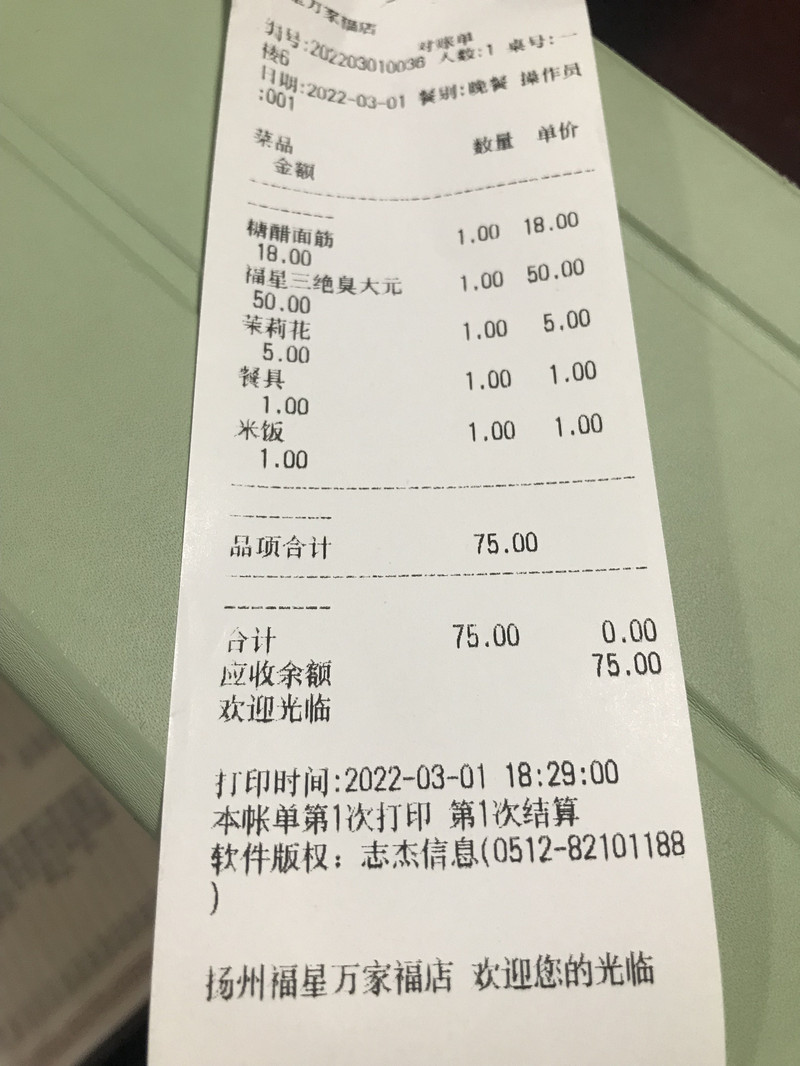 万家福店
对账单
编号:202203010036 人数:1 桌号:一
楼6
日期:2022-03-01 餐别:晚餐 操作员
:001
菜品 数量 单价
金额
糖醋面筋 1.00 18.00
18.00
福星三绝臭大元 1.00 50.00
50.00
茉莉花 1.00 5.00
5.00
餐具 1.00 1.00
1.00
米饭 1.00 1.00
1.00
品项合计 75.00
合计 75.00 0.00
应收余额 75.00
欢迎光临
打印时间:2022-03-01 18:29:00
本帐单第1次打印 第1次结算
软件版权：志杰信息(0512-82101188
)
扬州福星万家福店 欢迎您的光临